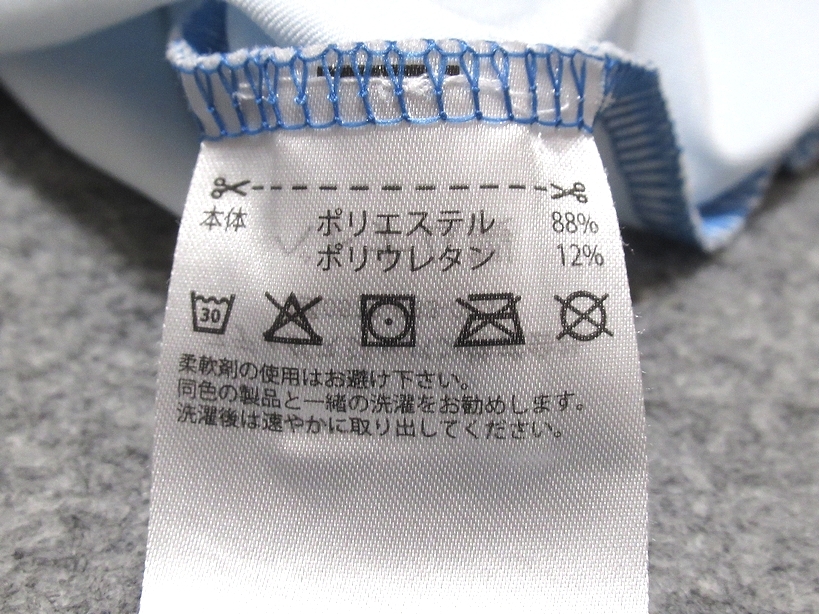 本体 ポリエステル 88%
ポリウレタン 12%
30
柔軟剤の使用はお避け下さい。
同色の製品と一緒の洗濯をお勧めします。
洗濯後は速やかに取り出してください。